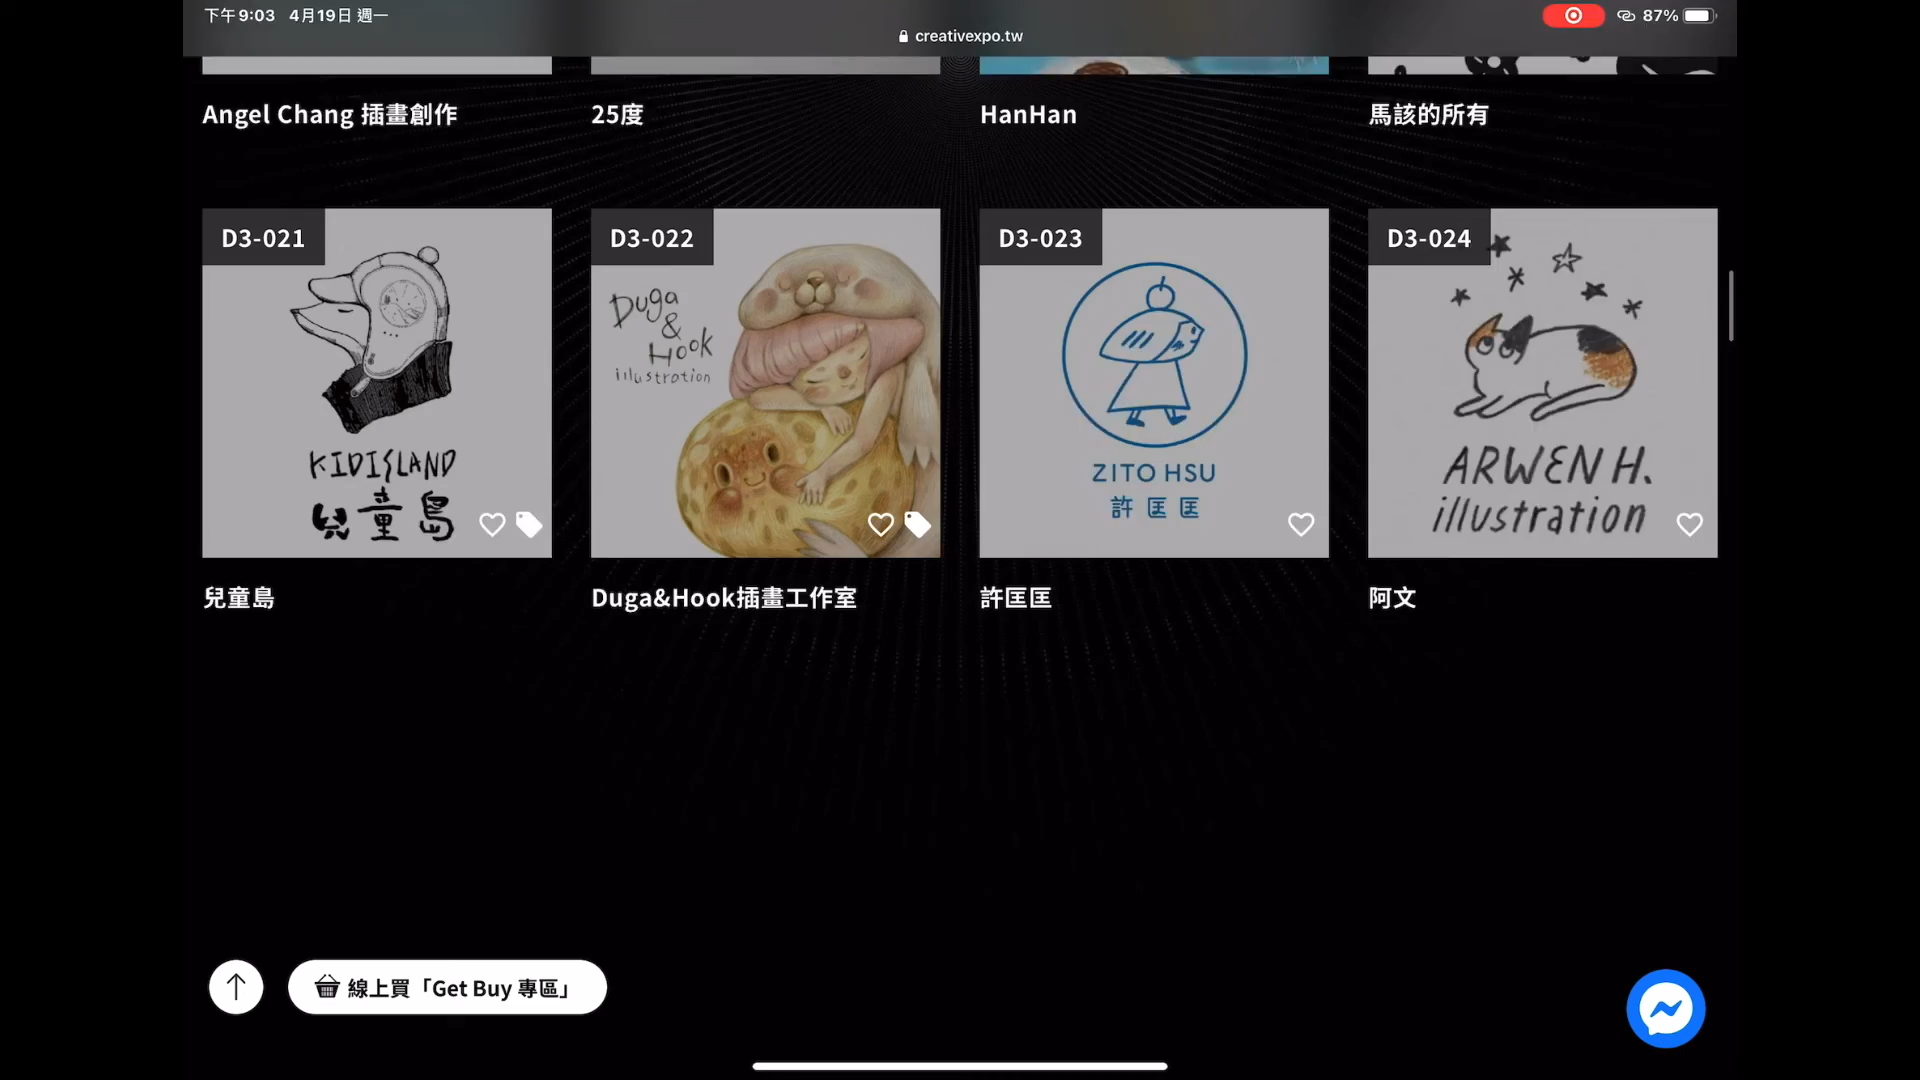 下午9:03 4月19日 週一
87%
creativexpo.tw
Angel Chang 插畫創作
25度
HanHan
馬該的所有
D3-021
KIDISLAND
兒童島
兒童島
D3-022
Duga
&
Hook
illustration
Duga&Hook插畫工作室
D3-023
ZITO HSU
許匡匡
許匡匡
D3-024
ARWEN H.
illustration
阿文
線上買「Get Buy 專區」